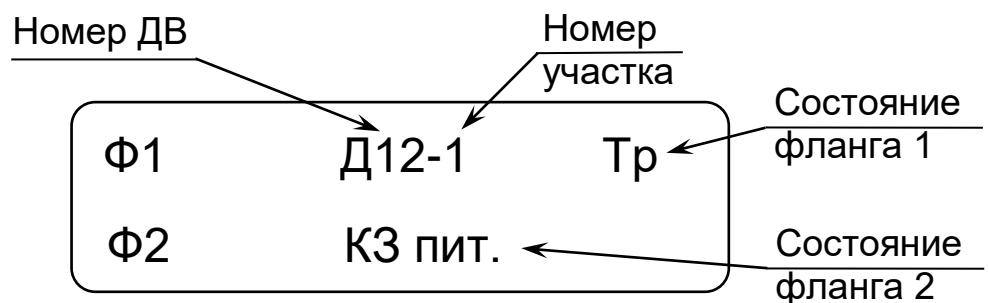 Номер ДВ
Номер
участка
Ф1 Д12-1 Тр
Состояние
фланга 1
Ф2 КЗ пит.
Состояние
фланга 2